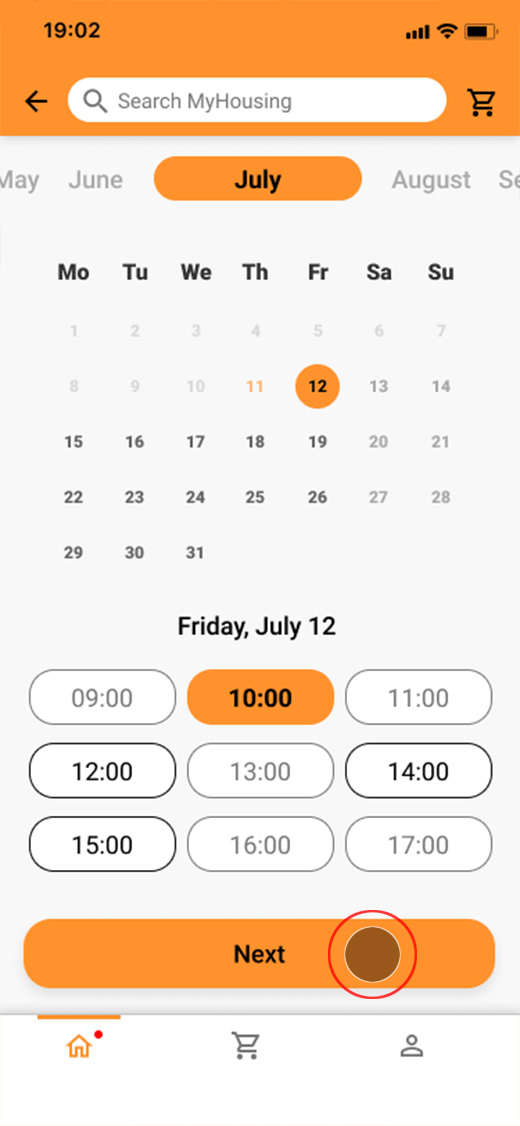 19:02
Search MyHousing
May June July August Se
Mo Tu We Th Fr Sa Su
1 2 3 4 5 6 7
8 9 10 11 12 13 14
15 16 17 18 19 20 21
22 23 24 25 26 27 28
29 30 31
Friday, July 12
09:00 10:00 11:00
12:00 13:00 14:00
15:00 16:00 17:00
Next